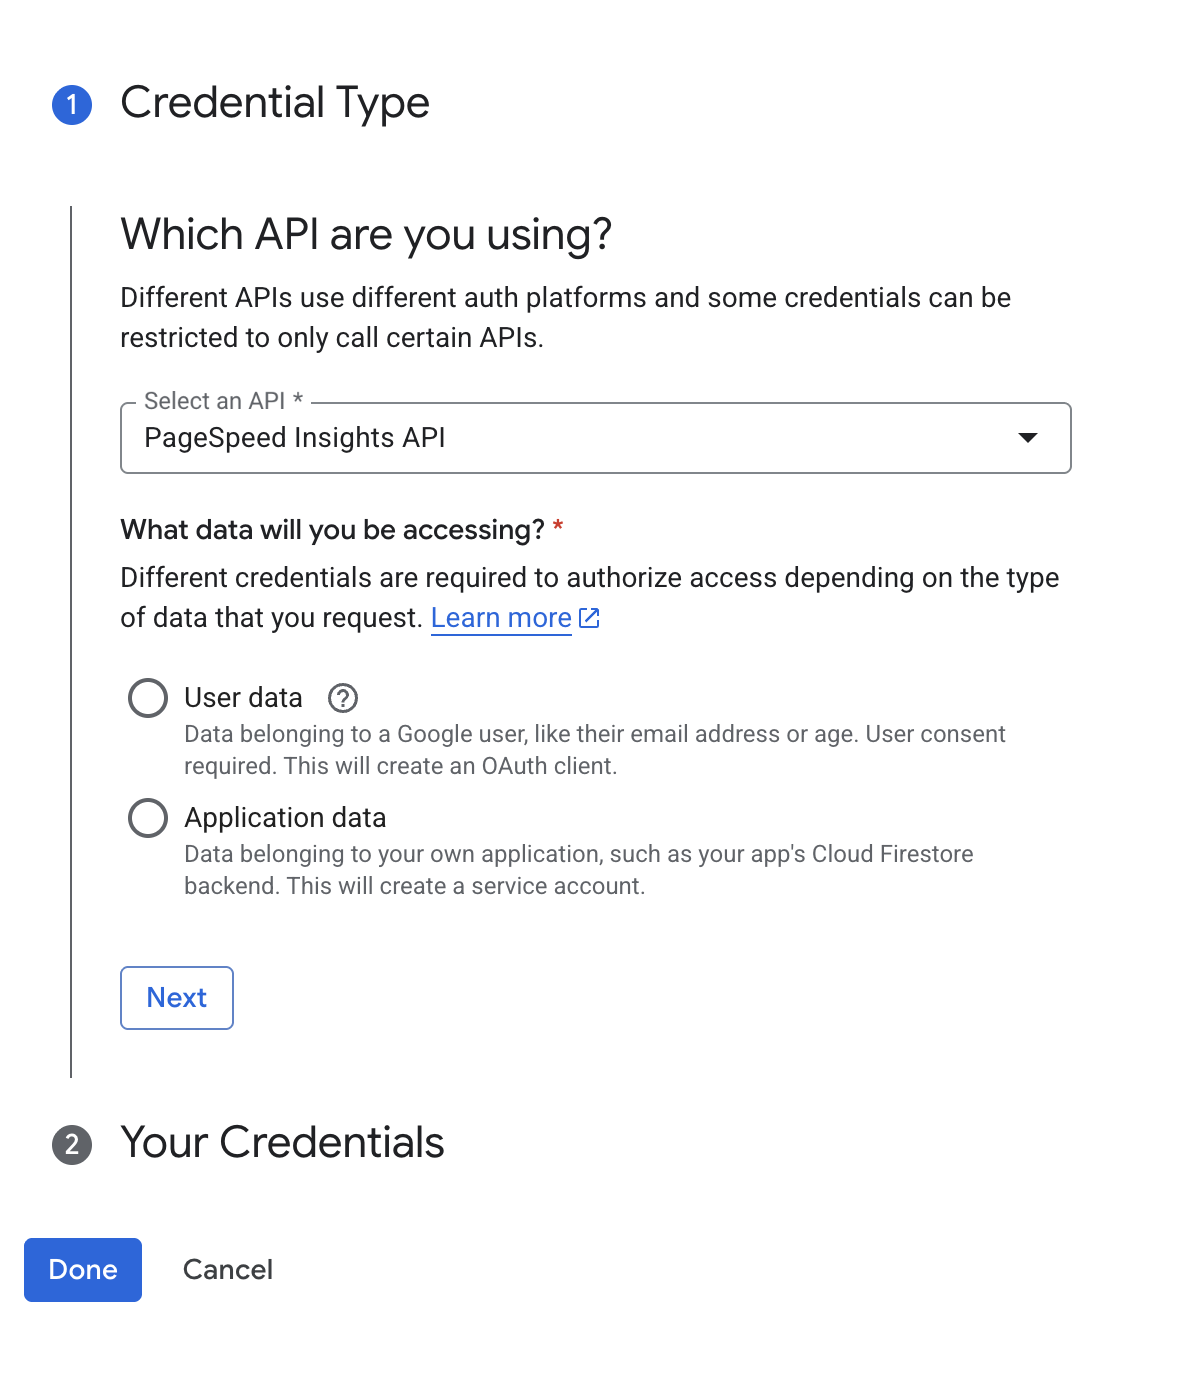 1 Credential Type
Which API are you using?
Different APIs use different auth platforms and some credentials can be
restricted to only call certain APIs.
Select an API *
PageSpeed Insights API
What data will you be accessing? *
Different credentials are required to authorize access depending on the type
of data that you request. Learn more
User data ?
Data belonging to a Google user, like their email address or age. User consent
required. This will create an OAuth client.
Application data
Data belonging to your own application, such as your app's Cloud Firestore
backend. This will create a service account.
Next
2 Your Credentials
Done Cancel